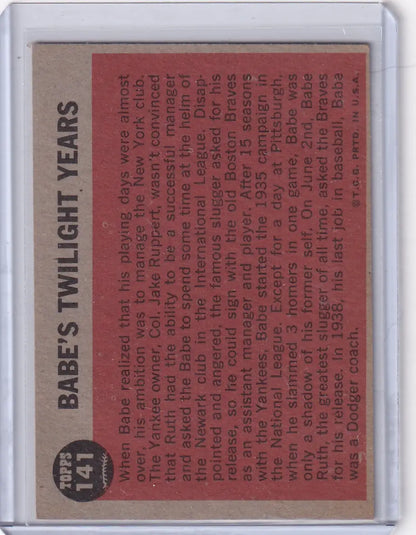 TOPPS
141
BABE'S TWILIGHT YEARS
When Babe realized that his playing days were almost
over, his ambition was to manage the New York club.
The Yankee owner, Col. Jake Ruppert, wasn't convinced
that Ruth had the ability to be a successful manager
and asked the Babe to spend some time at the helm of
the Newark club in the International League. Disap-
pointed and angered, the famous slugger asked for his
release, so he could sign with the old Boston Braves
as an assistant manager and player. After 15 seasons
with the Yankees, Babe started the 1935 campaign in
the National League. Except for a day at Pittsburgh,
when he slammed 3 homers in one game, Babe was
only a shadow of his former self. On June 2nd, Babe
Ruth, the greatest slugger of all time, asked the Braves
for his release. In 1938, his last job in baseball, Babe
was a Dodger coach.
© T.C.G. PRTD. IN U.S.A.